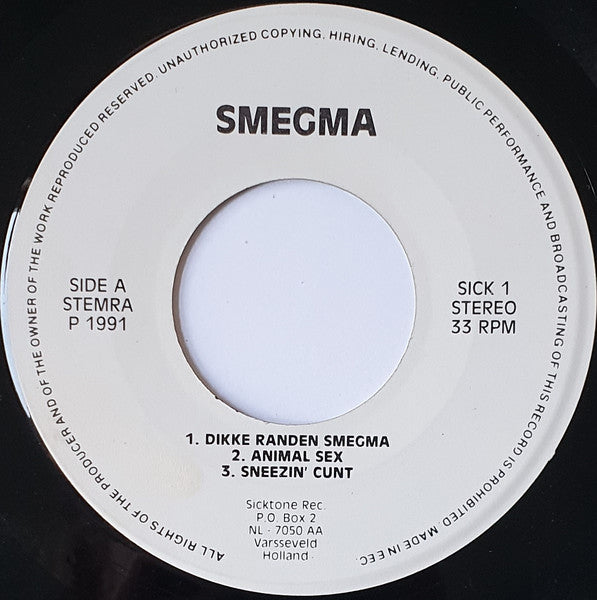 ALL RIGHTS OF THE PRODUCER AND OF THE OWNER OF THE WORK REPRODUCED RESERVED. UNAUTHORIZED COPYING, HIRING, LENDING, PUBLIC PERFORMANCE AND BROADCASTING OF THIS RECORD IS PROHIBITED. MADE IN EEC.
SMEGMA
SIDE A
STEMRA
P 1991
SICK 1
STEREO
33 RPM
1. DIKKE RANDEN SMEGMA
2. ANIMAL SEX
3. SNEEZIN' CUNT
Sicktone Rec.
P.O. Box 2
NL - 7050 AA
Varsseveld
Holland